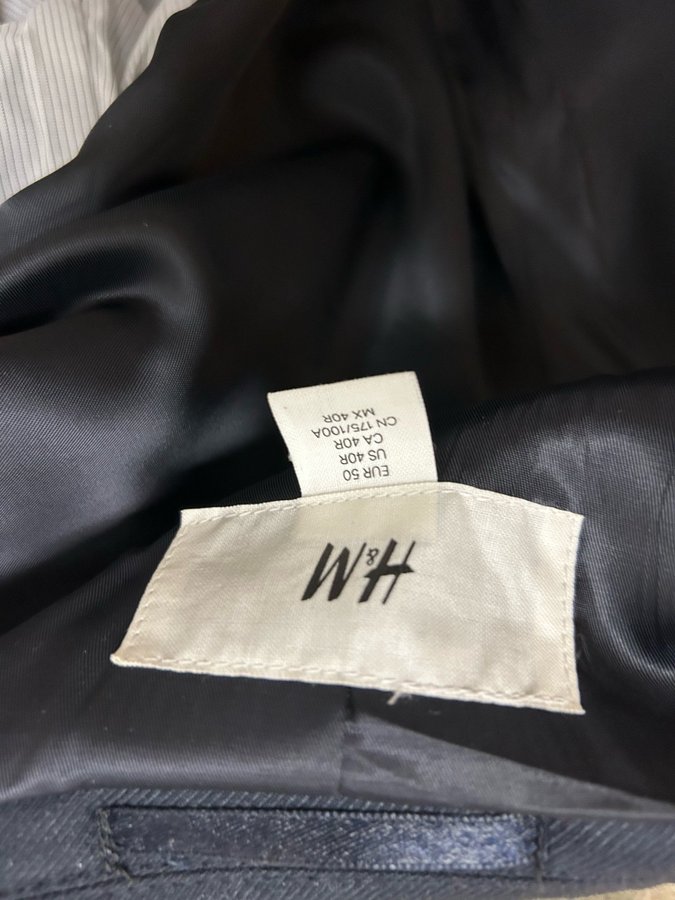 H&M
EUR 50
US 40R
CA 40R
CN 175/100A
MX 40R